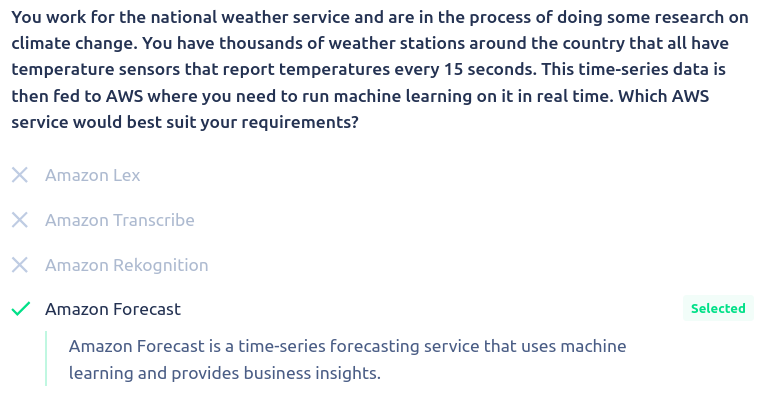 You work for the national weather service and are in the process of doing some research on
climate change. You have thousands of weather stations around the country that all have
temperature sensors that report temperatures every 15 seconds. This time-series data is
then fed to AWS where you need to run machine learning on it in real time. Which AWS
service would best suit your requirements?
Amazon Lex
Amazon Transcribe
Amazon Rekognition
Amazon Forecast
Selected
Amazon Forecast is a time-series forecasting service that uses machine
learning and provides business insights.